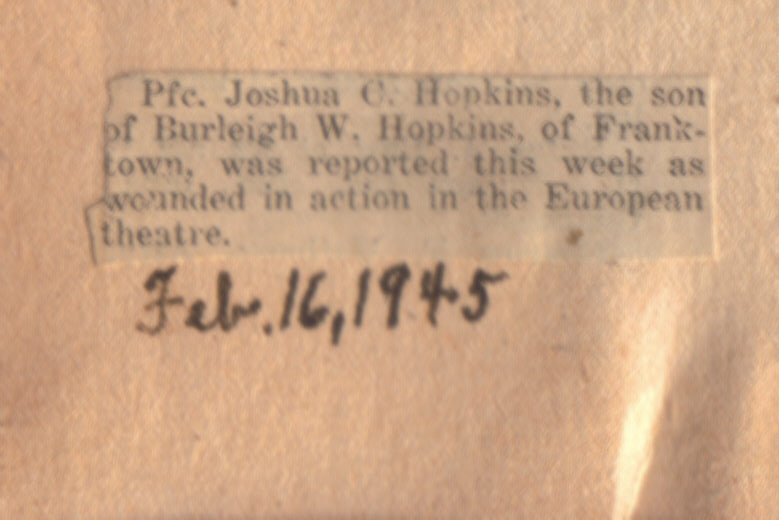 Pfc. Joshua C. Hopkins, the son
of Burleigh W. Hopkins, of Frank-
town, was reported this week as
wounded in action in the European
theatre.
Feb. 16, 1945